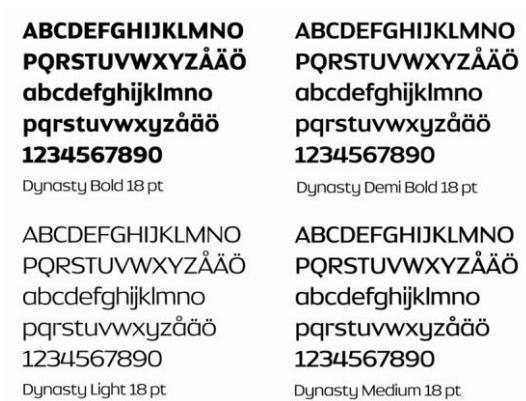 ABCDEFGHIJKLMNO
PQRSTUVWXYZÅÄÖ
abcdefghijklmno
pqrstuvwxyzåäö
1234567890
Dynasty Bold 18 pt
ABCDEFGHIJKLMNO
PQRSTUVWXYZÅÄÖ
abcdefghijklmno
pqrstuvwxyzåäö
1234567890
Dynasty Demi Bold 18 pt
ABCDEFGHIJKLMNO
PQRSTUVWXYZÅÄÖ
abcdefghijklmno
pqrstuvwxyzåäö
1234567890
Dynasty Light 18 pt
ABCDEFGHIJKLMNO
PQRSTUVWXYZÅÄÖ
abcdefghijklmno
pqrstuvwxyzåäö
1234567890
Dynasty Medium 18 pt